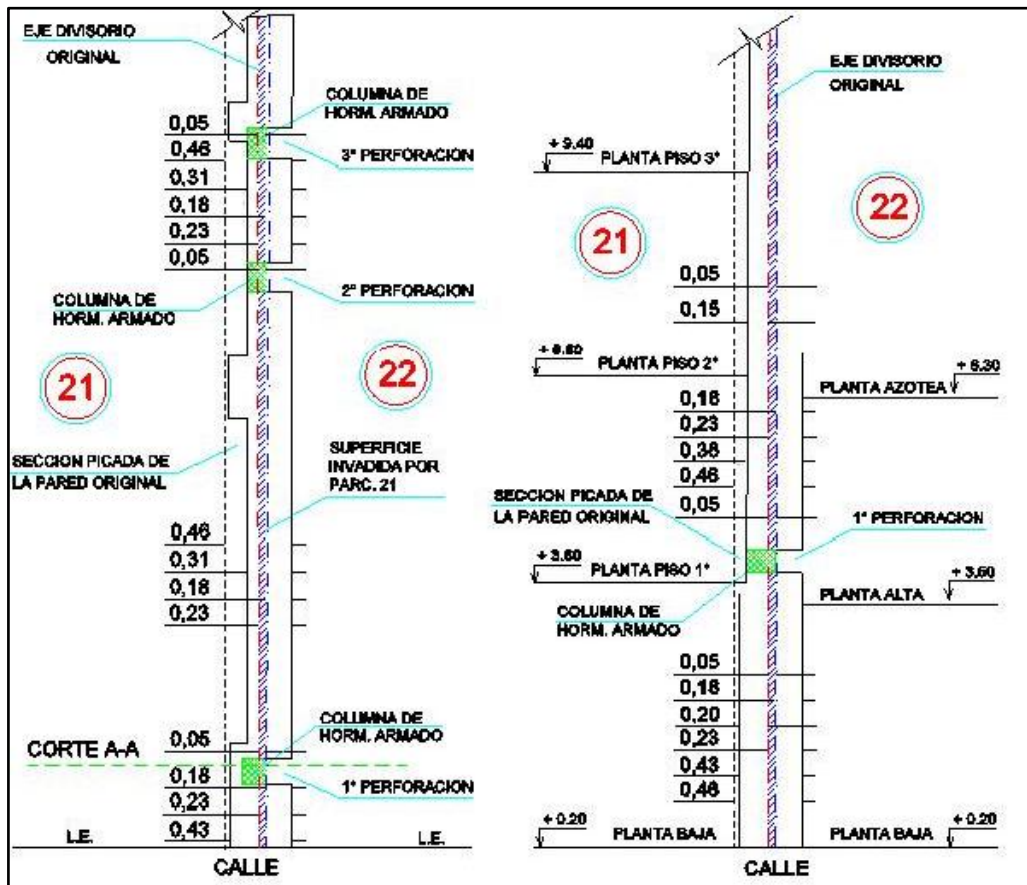 EJE DIVISORIO
ORIGINAL
COLUMNA DE
HORM. ARMADO
0,05
0,46
3ª PERFORACION
0,31
0,18
0,23
0,05
COLUMNA DE
HORM. ARMADO
2ª PERFORACION
21
22
SECCION PICADA DE
LA PARED ORIGINAL
SUPERFICIE
INVADIDA POR
PARC. 21
0,46
0,31
0,18
0,23
COLUMNA DE
HORM. ARMADO
CORTE A-A
0,05
0,18
1ª PERFORACION
0,23
0,43
L.E.
L.E.
CALLE
EJE DIVISORIO
ORIGINAL
+ 9.40
PLANTA PISO 3°
21
22
0,05
0,15
+ 6.60
PLANTA PISO 2°
+ 6.30
PLANTA AZOTEA
0,18
0,23
0,38
0,46
0,05
SECCION PICADA DE
LA PARED ORIGINAL
1ª PERFORACION
+ 3.60
PLANTA PISO 1°
+ 3.50
PLANTA ALTA
COLUMNA DE
HORM. ARMADO
0,05
0,18
0,20
0,23
0,43
0,46
+ 0.20
PLANTA BAJA
PLANTA BAJA
+ 0.20
CALLE